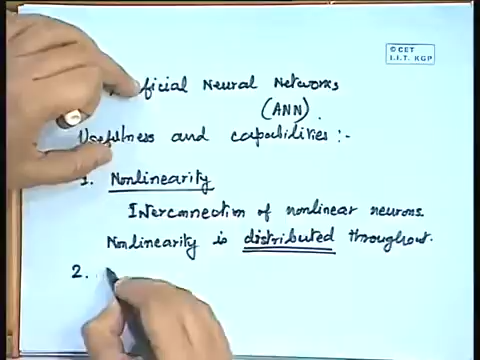 ©CET
I.I.T. KGP
ficial Neural Networks
(ANN).
Usefulness and capabilities :-
1. Nonlinearity
Interconnection of nonlinear neurons.
Nonlinearity is distributed throughout.
2.